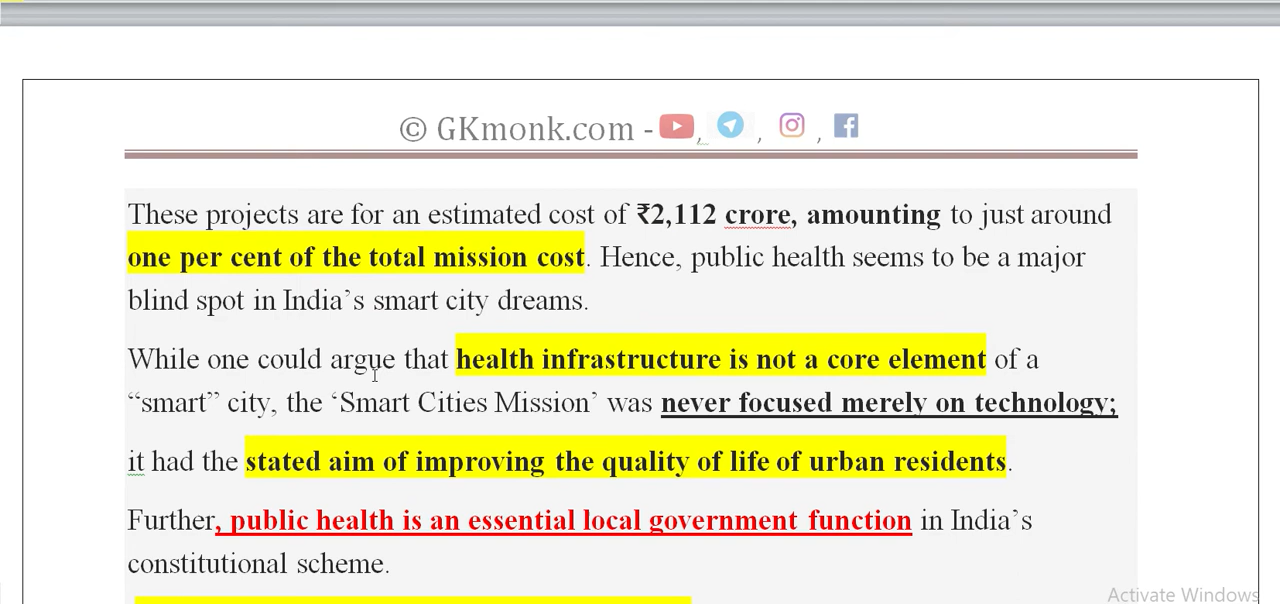 © GKmonk.com - , , ,
These projects are for an estimated cost of ₹2,112 crore, amounting to just around
one per cent of the total mission cost. Hence, public health seems to be a major
blind spot in India’s smart city dreams.
While one could argue that health infrastructure is not a core element of a
“smart” city, the ‘Smart Cities Mission’ was never focused merely on technology;
it had the stated aim of improving the quality of life of urban residents.
Further, public health is an essential local government function in India’s
constitutional scheme.
Activate Windows